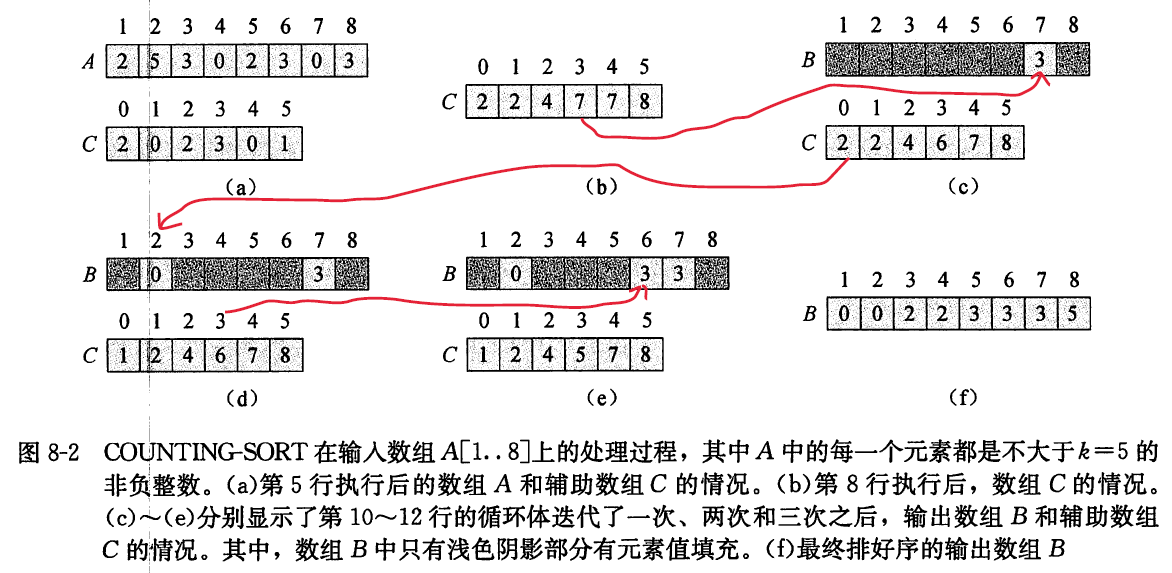 1 2 3 4 5 6 7 8
A 2 5 3 0 2 3 0 3
0 1 2 3 4 5
C 2 0 2 3 0 1
(a)
0 1 2 3 4 5
C 2 2 4 7 7 8
(b)
1 2 3 4 5 6 7 8
B 3
0 1 2 3 4 5
C 2 2 4 6 7 8
(c)
1 2 3 4 5 6 7 8
B 0 3
0 1 2 3 4 5
C 1 2 4 6 7 8
(d)
1 2 3 4 5 6 7 8
B 0 3 3
0 1 2 3 4 5
C 1 2 4 5 7 8
(e)
1 2 3 4 5 6 7 8
B 0 0 2 2 3 3 3 5
(f)
图 8-2 COUNTING-SORT 在输入数组 A[1..8]上的处理过程，其中 A 中的每一个元素都是不大于 k=5 的
非负整数。(a)第 5 行执行后的数组 A 和辅助数组 C 的情况。(b)第 8 行执行后，数组 C 的情况。
(c)～(e)分别显示了第 10～12 行的循环体迭代了一次、两次和三次之后，输出数组 B 和辅助数组
C 的情况。其中，数组 B 中只有浅色阴影部分有元素值填充。(f)最终排好序的输出数组 B